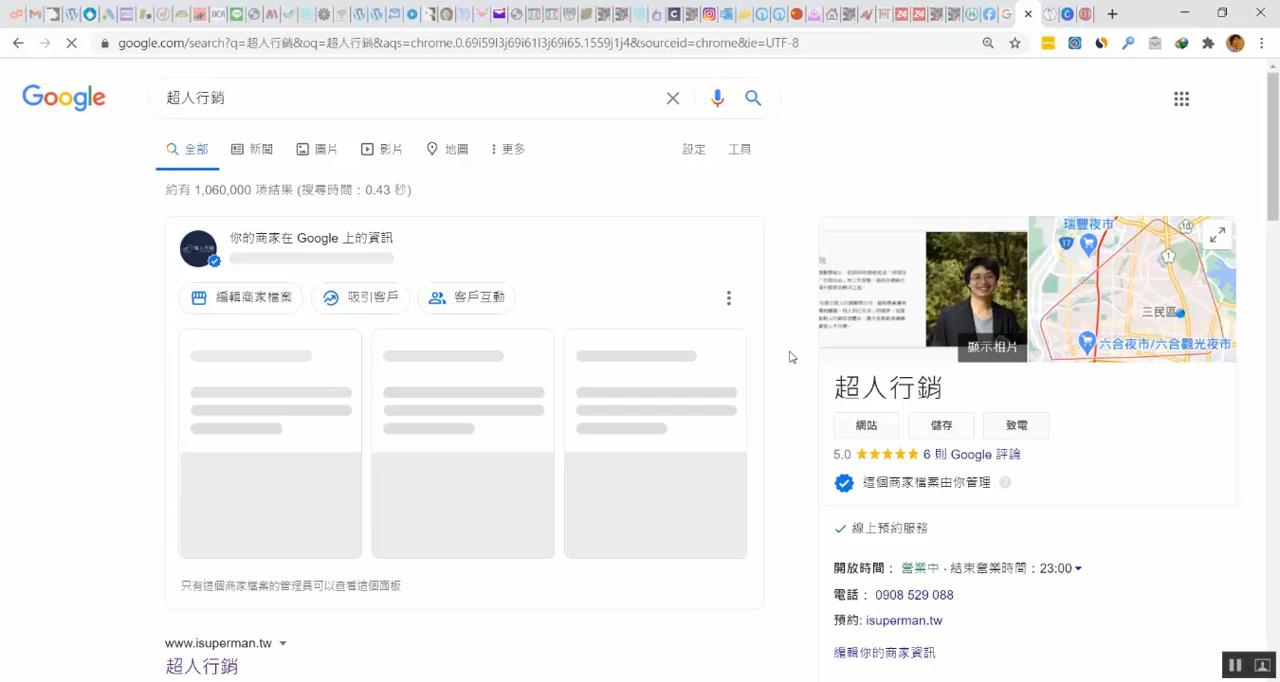 google.com/search?q=超人行銷&oq=超人行銷&aqs=chrome.0.69i59l3j69i61l3j69i65.1559j1j4&sourceid=chrome&ie=UTF-8
Google
超人行銷
全部 新聞 圖片 影片 地圖 更多 設定 工具
約有 1,060,000 項結果 (搜尋時間：0.43 秒)
你的商家在 Google 上的資訊
編輯商家檔案 吸引客戶 客戶互動
只有這個商家檔案的管理員可以查看這個面板
www.isuperman.tw
超人行銷
瑞豐夜市
17
10
1
三民區
六合夜市/六合觀光夜市
顯示相片
超人行銷
網站 儲存 致電
5.0 6 則 Google 評論
這個商家檔案由你管理
線上預約服務
開放時間： 營業中 · 結束營業時間：23:00
電話： 0908 529 088
預約: isuperman.tw
編輯你的商家資訊